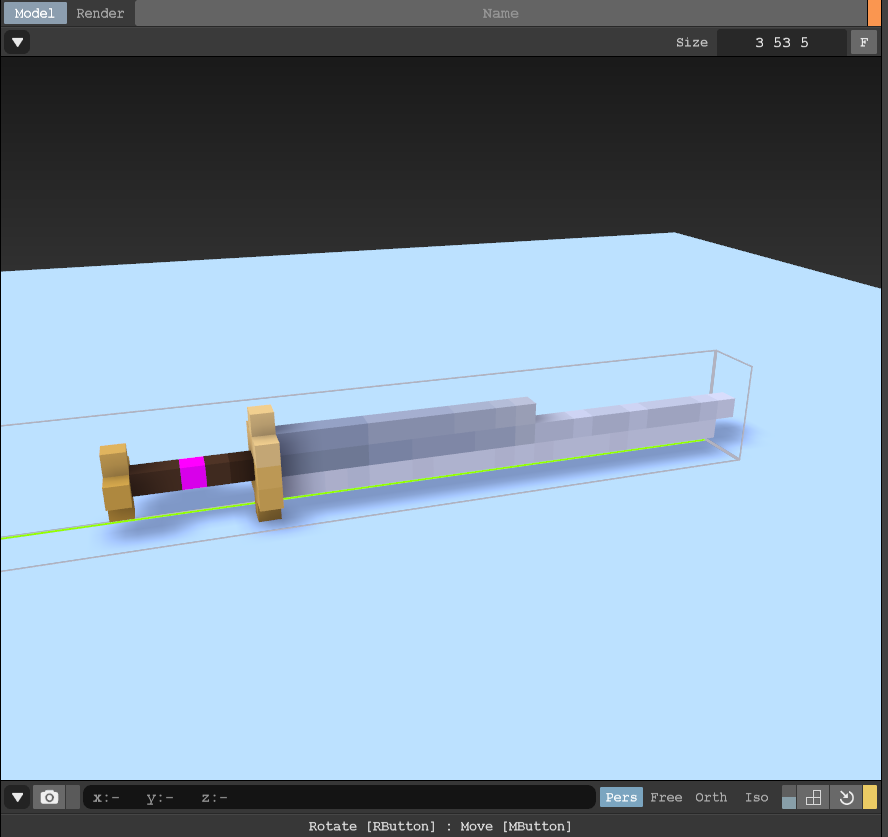 Model Render Name
Size 3 53 5 F
x:- y:- z:- Pers Free Orth Iso
Rotate [RButton] : Move [MButton]